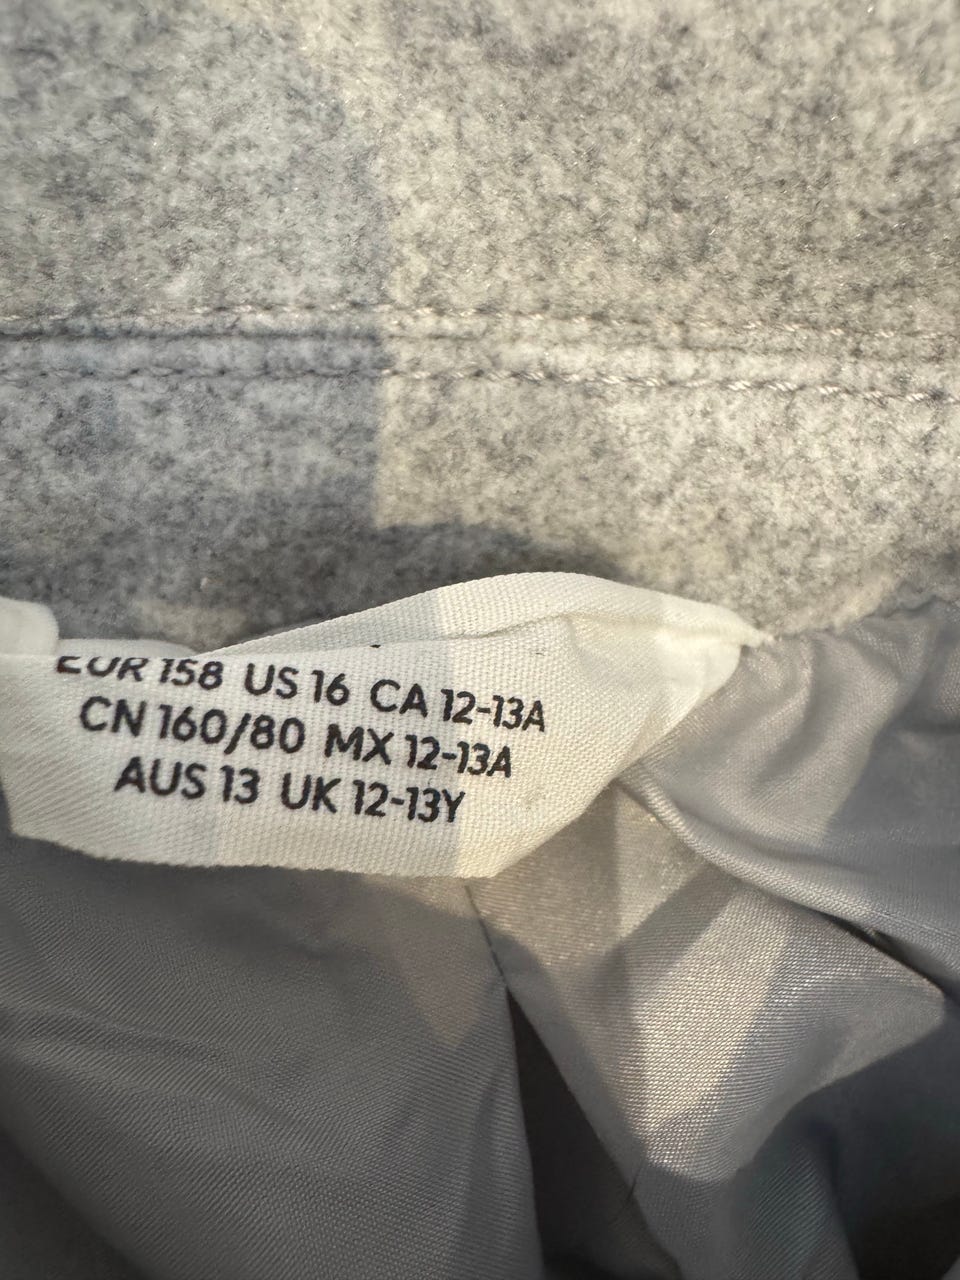 EUR 158 US 16 CA 12-13A
CN 160/80 MX 12-13A
AUS 13 UK 12-13Y